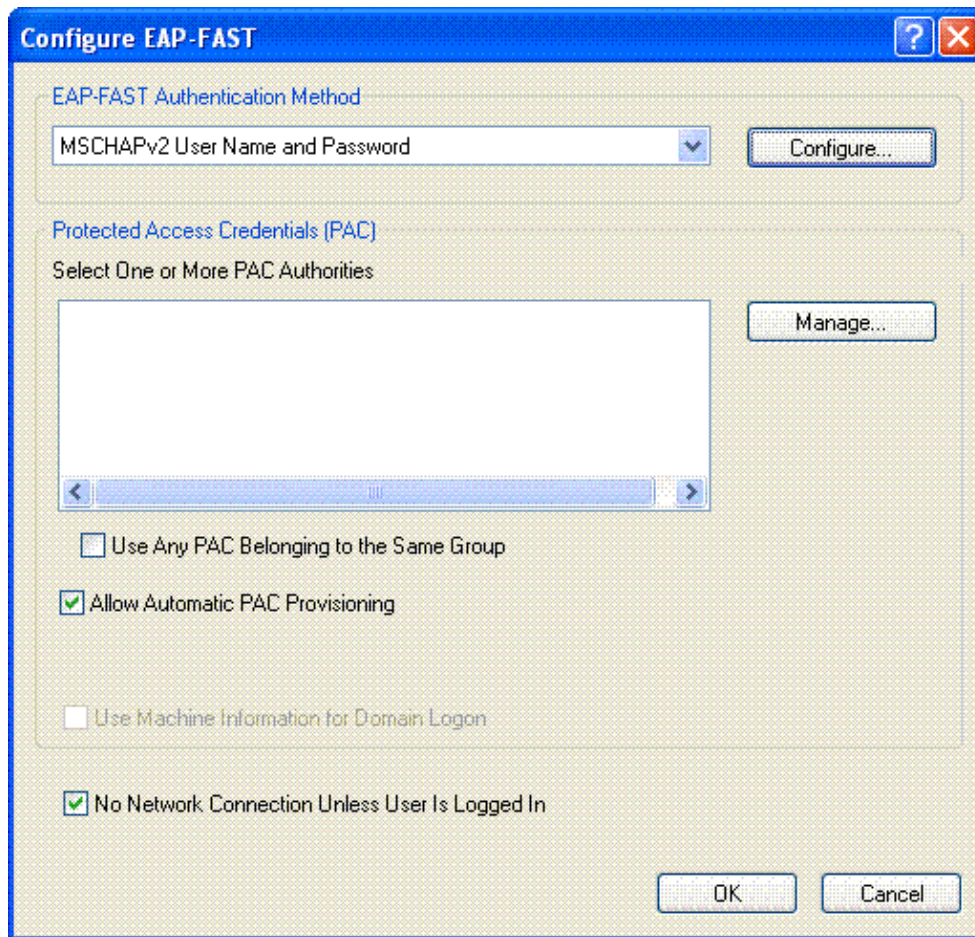 Configure EAP-FAST
EAP-FAST Authentication Method
MSCHAPv2 User Name and Password
Configure...
Protected Access Credentials (PAC)
Select One or More PAC Authorities
Manage...
Use Any PAC Belonging to the Same Group
Allow Automatic PAC Provisioning
Use Machine Information for Domain Logon
No Network Connection Unless User Is Logged In
OK
Cancel